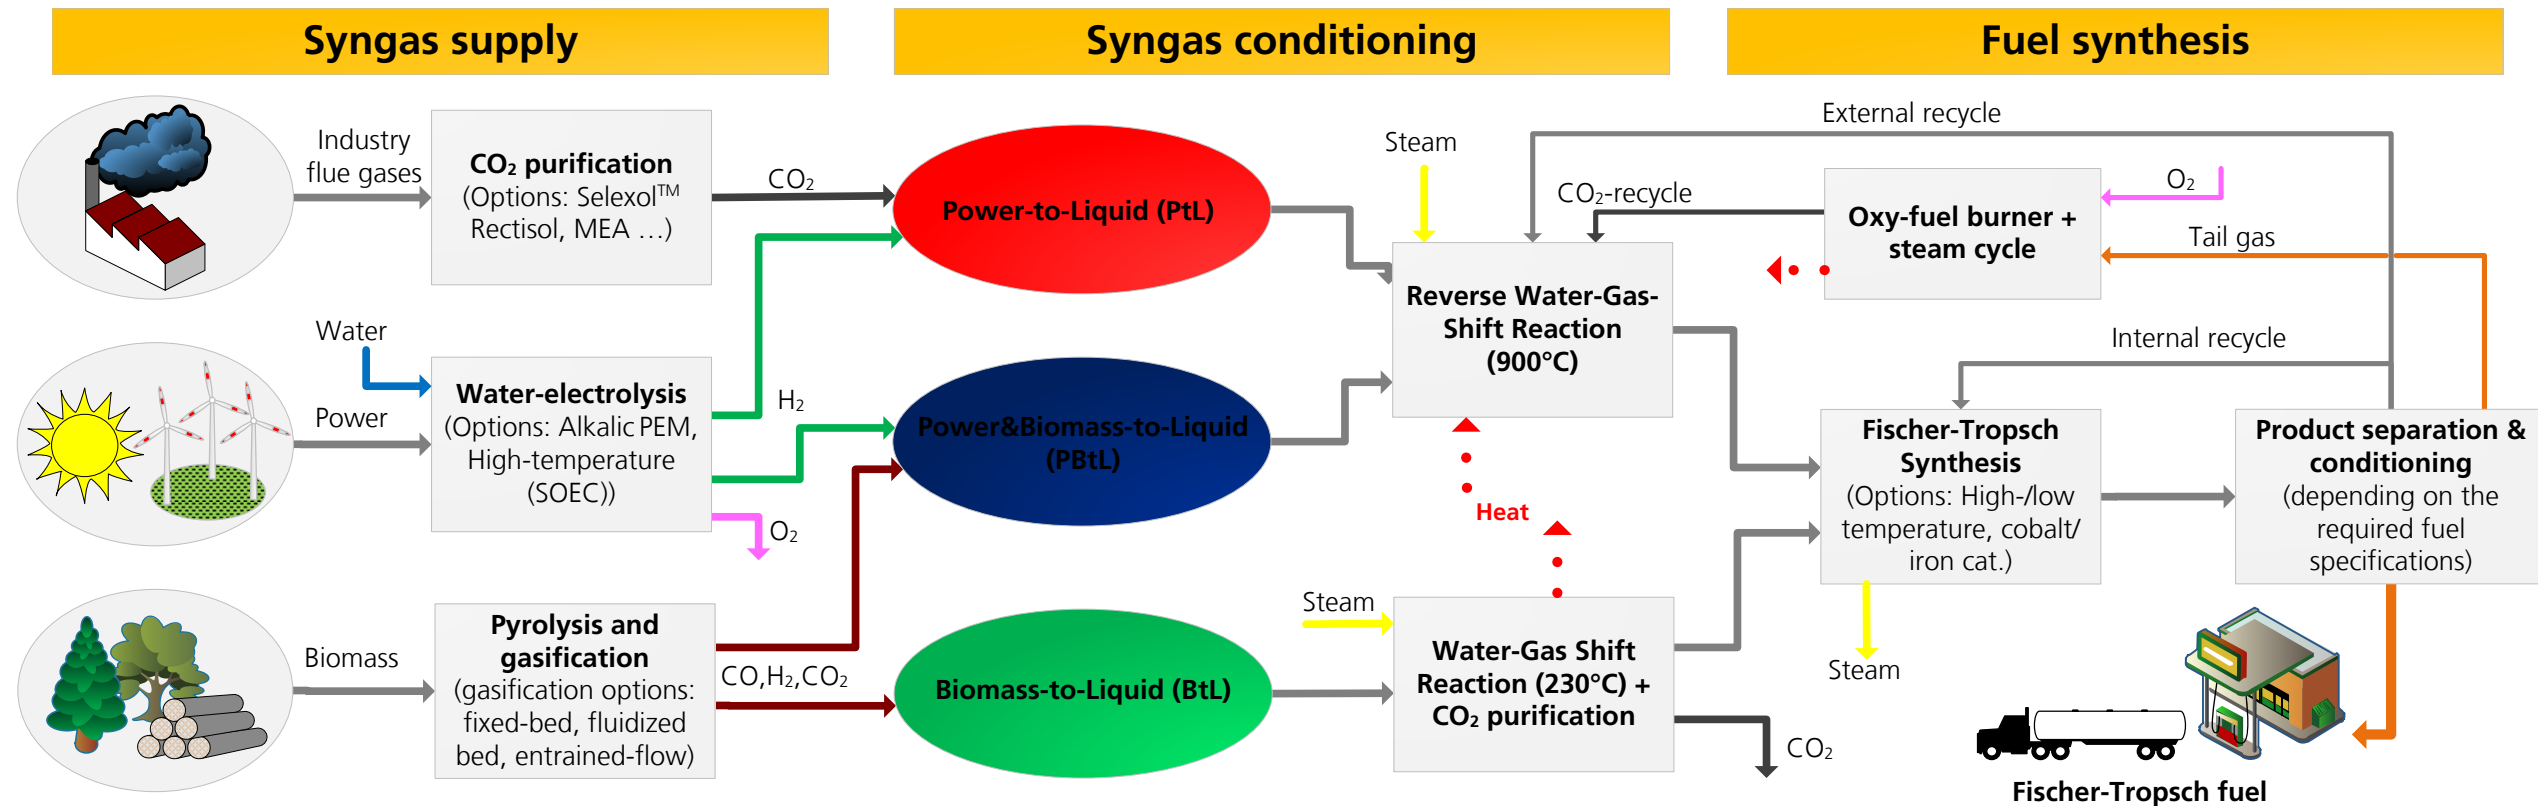 Syngas supply
Syngas conditioning
Fuel synthesis
Industry
flue gases
CO₂ purification
(Options: Selexol™
Rectisol, MEA ...)
CO₂
Power-to-Liquid (PtL)
Steam
External recycle
CO₂-recycle
Oxy-fuel burner +
steam cycle
O₂
Tail gas
Reverse Water-Gas-
Shift Reaction
(900°C)
Internal recycle
Water
Power
Water-electrolysis
(Options: Alkalic PEM,
High-temperature
(SOEC))
H₂
O₂
Power&Biomass-to-Liquid
(PBtL)
Heat
Fischer-Tropsch
Synthesis
(Options: High-/low
temperature, cobalt/
iron cat.)
Steam
Product separation &
conditioning
(depending on the
required fuel
specifications)
Biomass
Pyrolysis and
gasification
(gasification options:
fixed-bed, fluidized
bed, entrained-flow)
CO,H₂,CO₂
Biomass-to-Liquid (BtL)
Steam
Water-Gas Shift
Reaction (230°C) +
CO₂ purification
CO₂
Fischer-Tropsch fuel